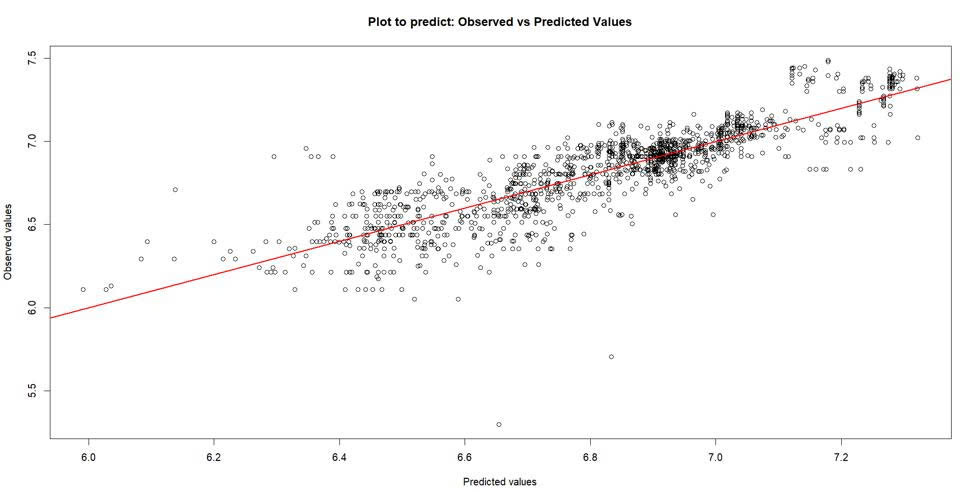 Plot to predict: Observed vs Predicted Values
Observed values
7.5
7.0
6.5
6.0
5.5
6.0 6.2 6.4 6.6 6.8 7.0 7.2
Predicted values